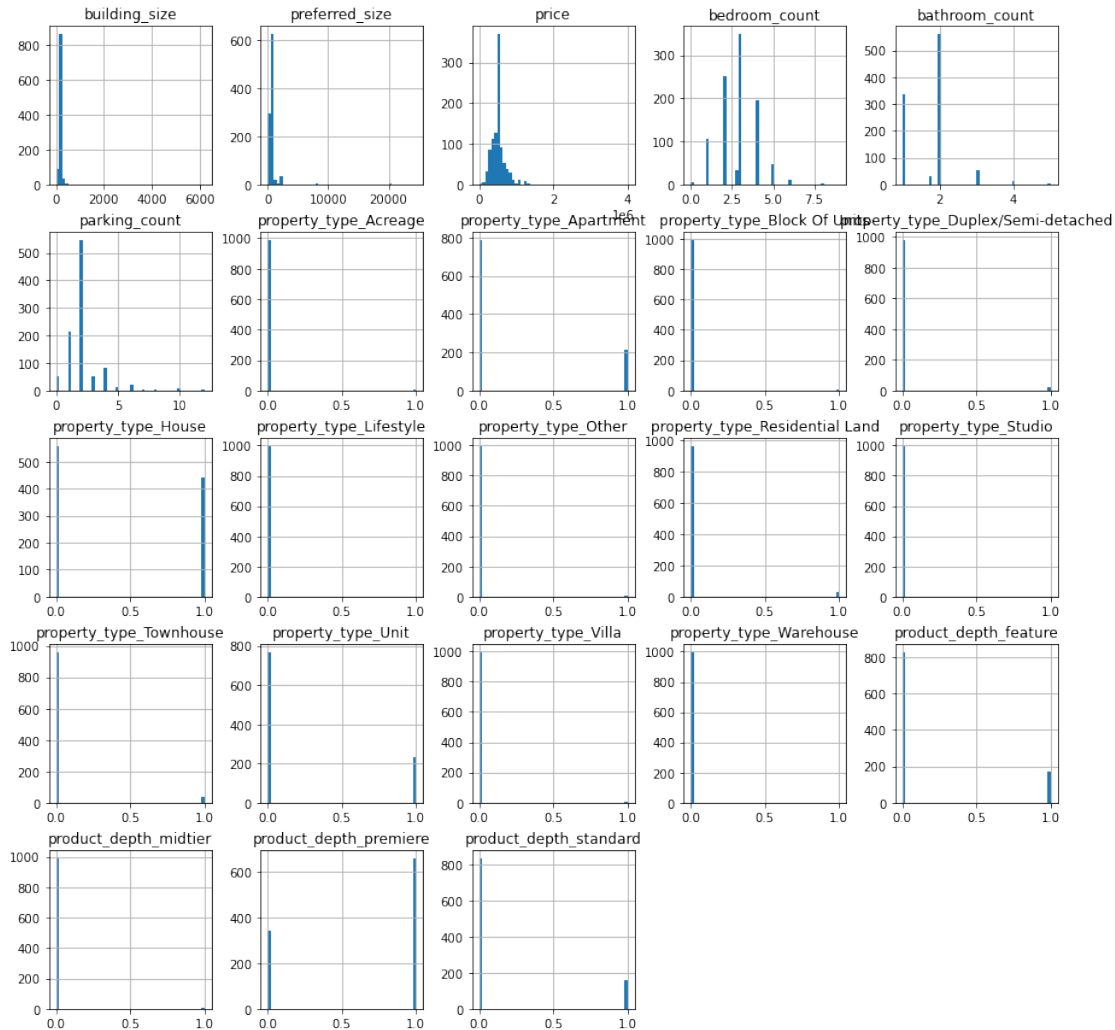 building_size
800
600
400
200
0
0 2000 4000 6000
preferred_size
600
400
200
0
0 10000 20000
price
300
200
100
0
0 2 4
1e6
bedroom_count
300
200
100
0
0.0 2.5 5.0 7.5
bathroom_count
500
400
300
200
100
0
2 4
parking_count
500
400
300
200
100
0
0 5 10
property_type_Acreage
1000
800
600
400
200
0
0.0 0.5 1.0
property_type_Apartment
800
600
400
200
0
0.0 0.5 1.0
property_type_Block Of Units
1000
800
600
400
200
0
0.0 0.5 1.0
property_type_Duplex/Semi-detached
1000
800
600
400
200
0
0.0 0.5 1.0
property_type_House
500
400
300
200
100
0
0.0 0.5 1.0
property_type_Lifestyle
1000
800
600
400
200
0
0.0 0.5 1.0
property_type_Other
1000
800
600
400
200
0
0.0 0.5 1.0
property_type_Residential Land
1000
800
600
400
200
0
0.0 0.5 1.0
property_type_Studio
1000
800
600
400
200
0
0.0 0.5 1.0
property_type_Townhouse
1000
800
600
400
200
0
0.0 0.5 1.0
property_type_Unit
800
600
400
200
0
0.0 0.5 1.0
property_type_Villa
1000
800
600
400
200
0
0.0 0.5 1.0
property_type_Warehouse
1000
800
600
400
200
0
0.0 0.5 1.0
product_depth_feature
800
600
400
200
0
0.0 0.5 1.0
product_depth_midtier
1000
800
600
400
200
0
0.0 0.5 1.0
product_depth_premiere
600
400
200
0
0.0 0.5 1.0
product_depth_standard
800
600
400
200
0
0.0 0.5 1.0